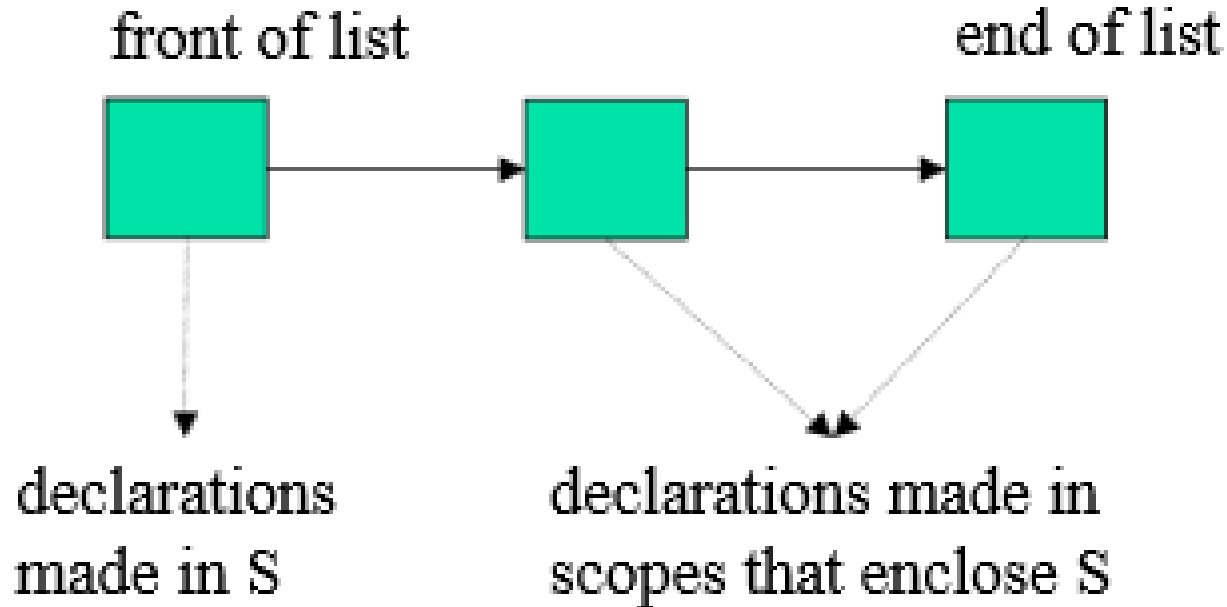 front of list
end of list
declarations
made in S
declarations made in
scopes that enclose S